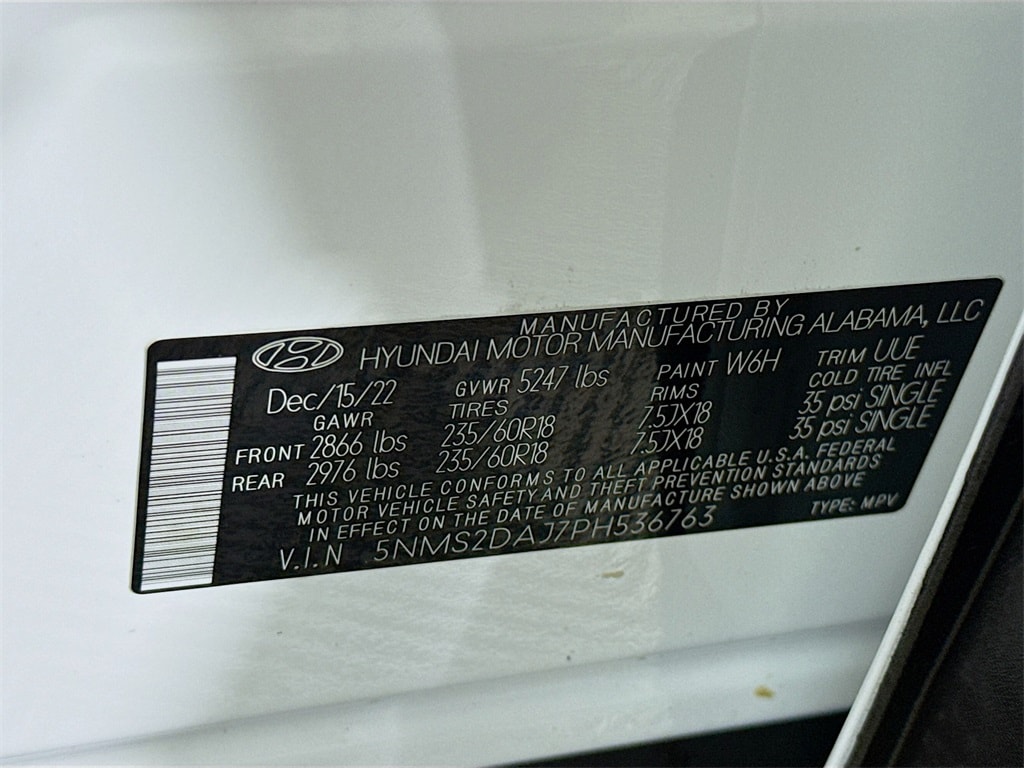 MANUFACTURED BY
HYUNDAI MOTOR MANUFACTURING ALABAMA, LLC
Dec/15/22 GVWR 5247 lbs PAINT W6H TRIM UUE
GAWR TIRES RIMS COLD TIRE INFL
FRONT 2866 lbs 235/60R18 7.5JX18 35 psi SINGLE
REAR 2976 lbs 235/60R18 7.5JX18 35 psi SINGLE
THIS VEHICLE CONFORMS TO ALL APPLICABLE U.S.A. FEDERAL
MOTOR VEHICLE SAFETY AND THEFT PREVENTION STANDARDS
IN EFFECT ON THE DATE OF MANUFACTURE SHOWN ABOVE
V.I.N 5NMS2DAJ7PH536763 TYPE: MPV